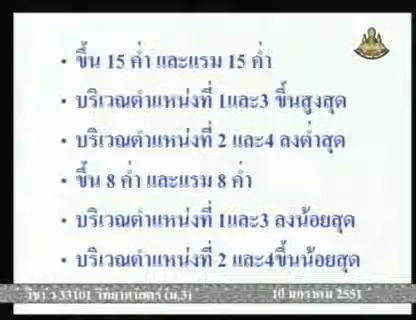 • ขึ้น 15 ค่ำ และแรม 15 ค่ำ
• บริเวณตำแหน่งที่ 1และ3 ขึ้นสูงสุด
• บริเวณตำแหน่งที่ 2 และ4 ลงต่ำสุด
• ขึ้น 8 ค่ำ และแรม 8 ค่ำ
• บริเวณตำแหน่งที่ 1และ3 ลงน้อยสุด
• บริเวณตำแหน่งที่ 2 และ4ขึ้นน้อยสุด
วิชา ว 33101 วิทยาศาสตร์ (ม.3) 10 มกราคม 2551